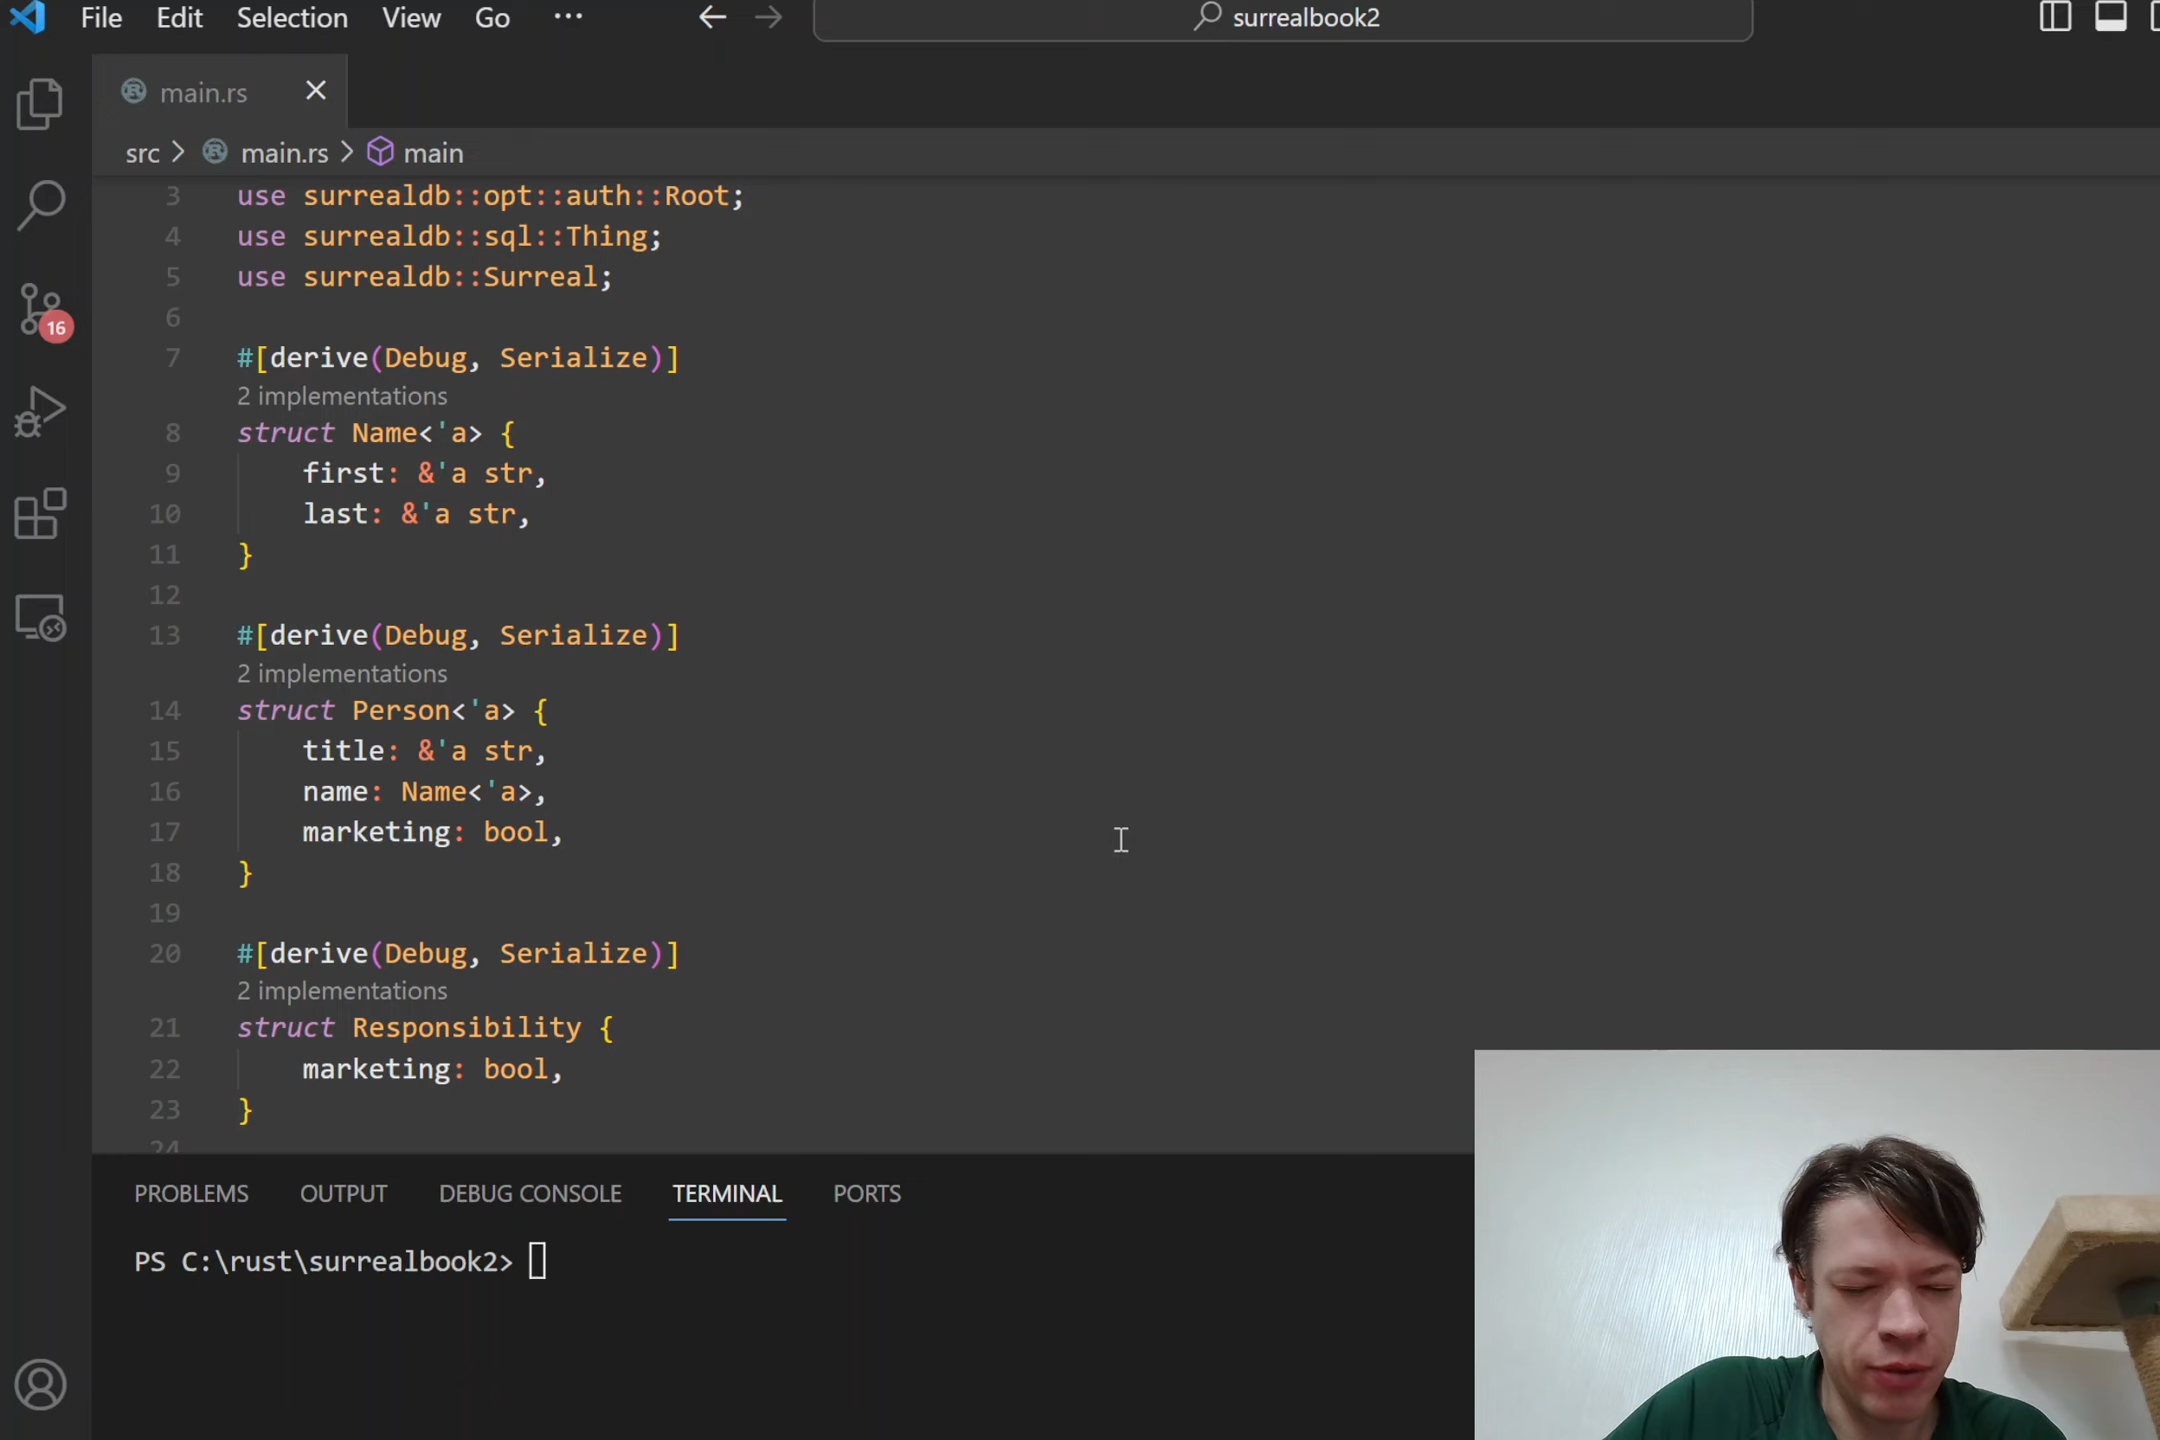 File Edit Selection View Go ··· surrealbook2
main.rs
src > main.rs > main
3 use surrealdb::opt::auth::Root;
4 use surrealdb::sql::Thing;
5 use surrealdb::Surreal;
6
7 #[derive(Debug, Serialize)]
2 implementations
8 struct Name<'a> {
9 first: &'a str,
10 last: &'a str,
11 }
12
13 #[derive(Debug, Serialize)]
2 implementations
14 struct Person<'a> {
15 title: &'a str,
16 name: Name<'a>,
17 marketing: bool,
18 }
19
20 #[derive(Debug, Serialize)]
2 implementations
21 struct Responsibility {
22 marketing: bool,
23 }
24
16
PROBLEMS OUTPUT DEBUG CONSOLE TERMINAL PORTS
PS C:\rust\surrealbook2>